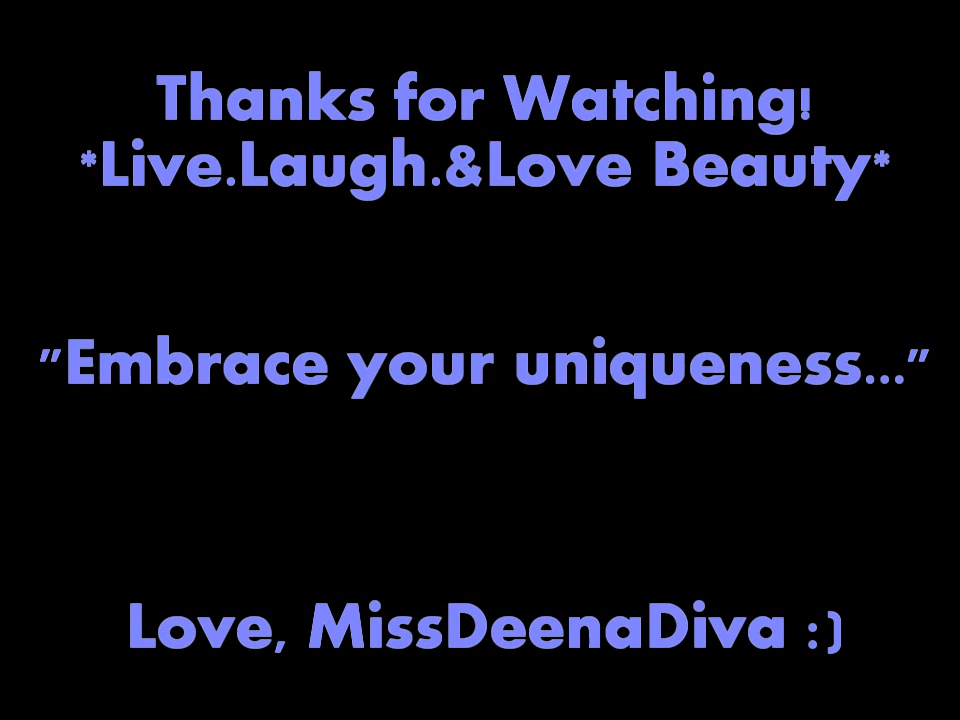 Thanks for Watching!
*Live.Laugh.&Love Beauty*
"Embrace your uniqueness..."
Love, MissDeenaDiva :)